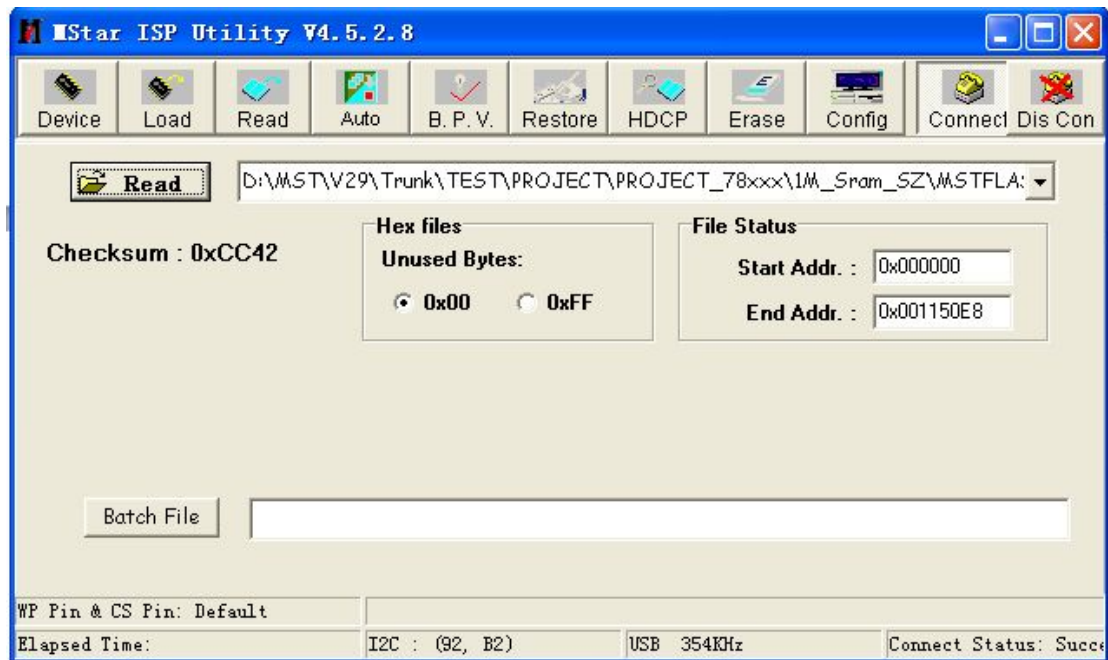 MStar ISP Utility V4.5.2.8
Device Load Read Auto B.P.V. Restore HDCP Erase Config Connect Dis Con
Read D:\MST\V29\Trunk\TEST\PROJECT\PROJECT_78xxx\1M_Sram_SZ\MSTFLA
Checksum : 0xCC42
Hex files
Unused Bytes:
0x00 0xFF
File Status
Start Addr. : 0x000000
End Addr. : 0x001150E8
Batch File
WP Pin & CS Pin: Default
Elapsed Time: I2C : (92, B2) USB 354KHz Connect Status: Succe